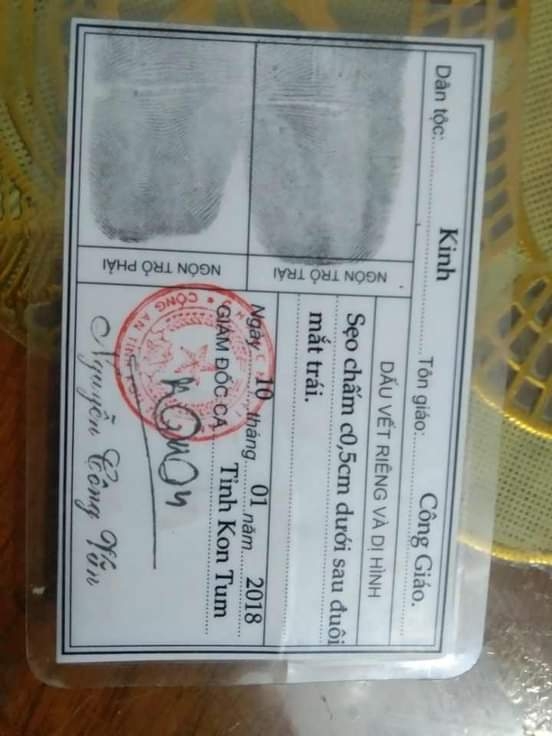 Dân tộc: Kinh Tôn giáo: Công Giáo.
DẤU VẾT RIÊNG VÀ DỊ HÌNH
Sẹo chấm c0,5cm dưới sau đuôi
mắt trái.
NGÓN TRỎ TRÁI
NGÓN TRỎ PHẢI
Ngày 10 tháng 01 năm 2018
GIÁM ĐỐC CA Tỉnh Kon Tum
CÔNG AN TỈNH
Nguyễn Công Văn